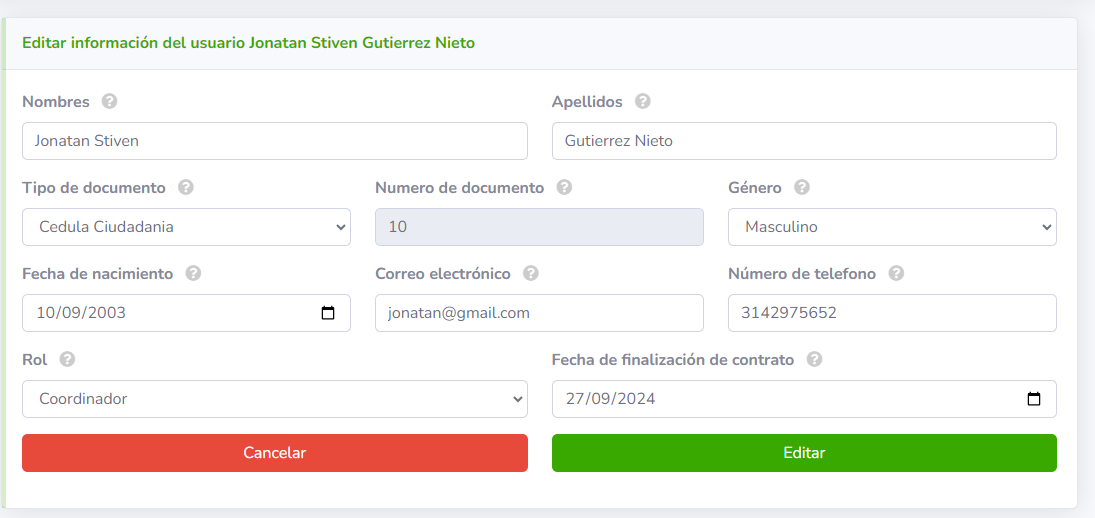 Editar información del usuario Jonatan Stiven Gutierrez Nieto
Nombres ? Apellidos ?
Jonatan Stiven Gutierrez Nieto
Tipo de documento ? Numero de documento ? Género ?
Cedula Ciudadania 10 Masculino
Fecha de nacimiento ? Correo electrónico ? Número de telefono ?
10/09/2003 jonatan@gmail.com 3142975652
Rol ? Fecha de finalización de contrato ?
Coordinador 27/09/2024
Cancelar Editar